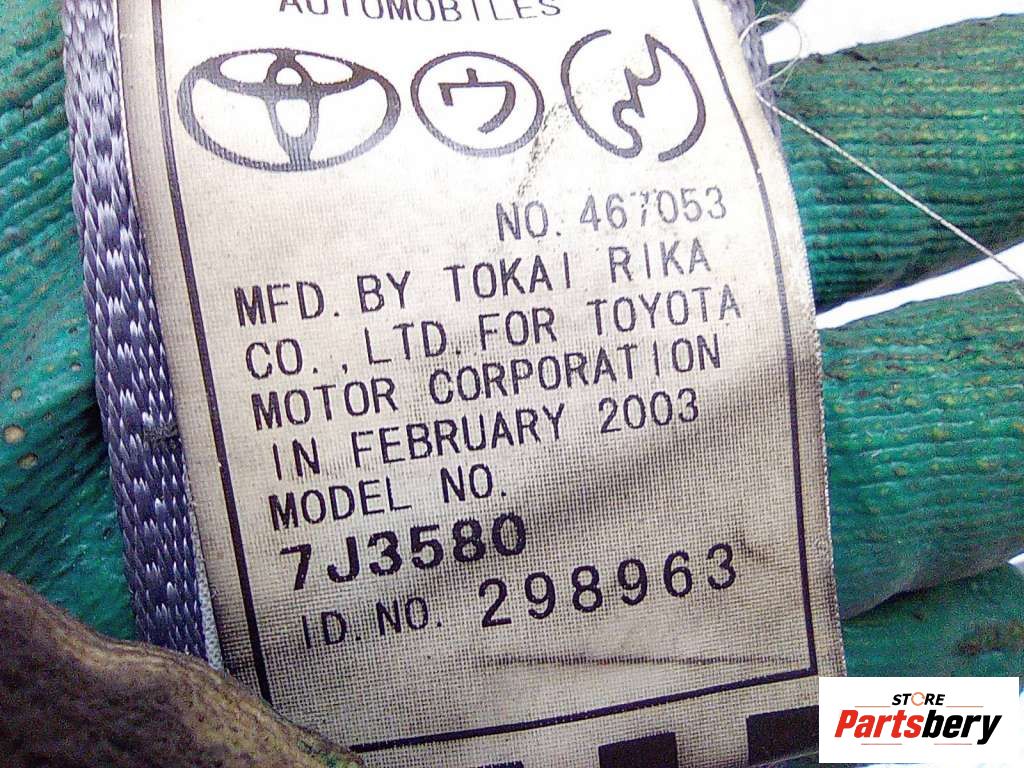 AUTOMOBILES
ウ
NO. 467053
MFD. BY TOKAI RIKA
CO., LTD. FOR TOYOTA
MOTOR CORPORATION
IN FEBRUARY 2003
MODEL NO.
7J3580
ID. NO. 298963
STORE
Partsbery